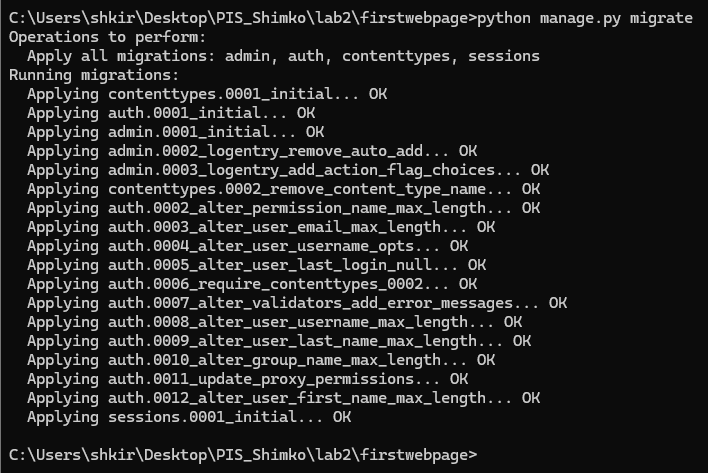 C:\Users\shkir\Desktop\PIS_Shimko\lab2\firstwebpage>python manage.py migrate
Operations to perform:
  Apply all migrations: admin, auth, contenttypes, sessions
Running migrations:
  Applying contenttypes.0001_initial... OK
  Applying auth.0001_initial... OK
  Applying admin.0001_initial... OK
  Applying admin.0002_logentry_remove_auto_add... OK
  Applying admin.0003_logentry_add_action_flag_choices... OK
  Applying contenttypes.0002_remove_content_type_name... OK
  Applying auth.0002_alter_permission_name_max_length... OK
  Applying auth.0003_alter_user_email_max_length... OK
  Applying auth.0004_alter_user_username_opts... OK
  Applying auth.0005_alter_user_last_login_null... OK
  Applying auth.0006_require_contenttypes_0002... OK
  Applying auth.0007_alter_validators_add_error_messages... OK
  Applying auth.0008_alter_user_username_max_length... OK
  Applying auth.0009_alter_user_last_name_max_length... OK
  Applying auth.0010_alter_group_name_max_length... OK
  Applying auth.0011_update_proxy_permissions... OK
  Applying auth.0012_alter_user_first_name_max_length... OK
  Applying sessions.0001_initial... OK

C:\Users\shkir\Desktop\PIS_Shimko\lab2\firstwebpage>